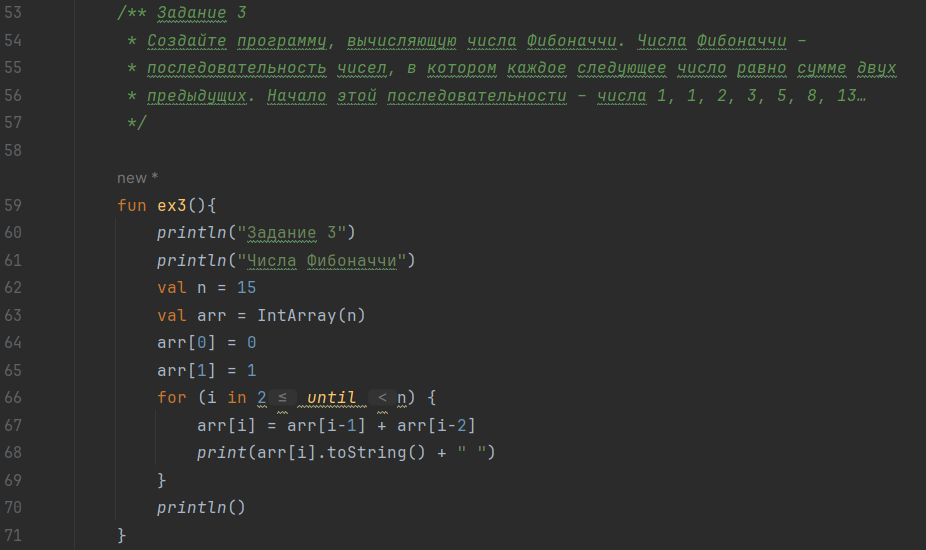 53 /** Задание 3
54 * Создайте программу, вычисляющую числа Фибоначчи. Числа Фибоначчи –
55 * последовательность чисел, в котором каждое следующее число равно сумме двух
56 * предыдущих. Начало этой последовательности – числа 1, 1, 2, 3, 5, 8, 13…
57 */
58
new *
59 fun ex3(){
60 println("Задание 3")
61 println("Числа Фибоначчи")
62 val n = 15
63 val arr = IntArray(n)
64 arr[0] = 0
65 arr[1] = 1
66 for (i in 2 ≤ until < n) {
67 arr[i] = arr[i-1] + arr[i-2]
68 print(arr[i].toString() + " ")
69 }
70 println()
71 }